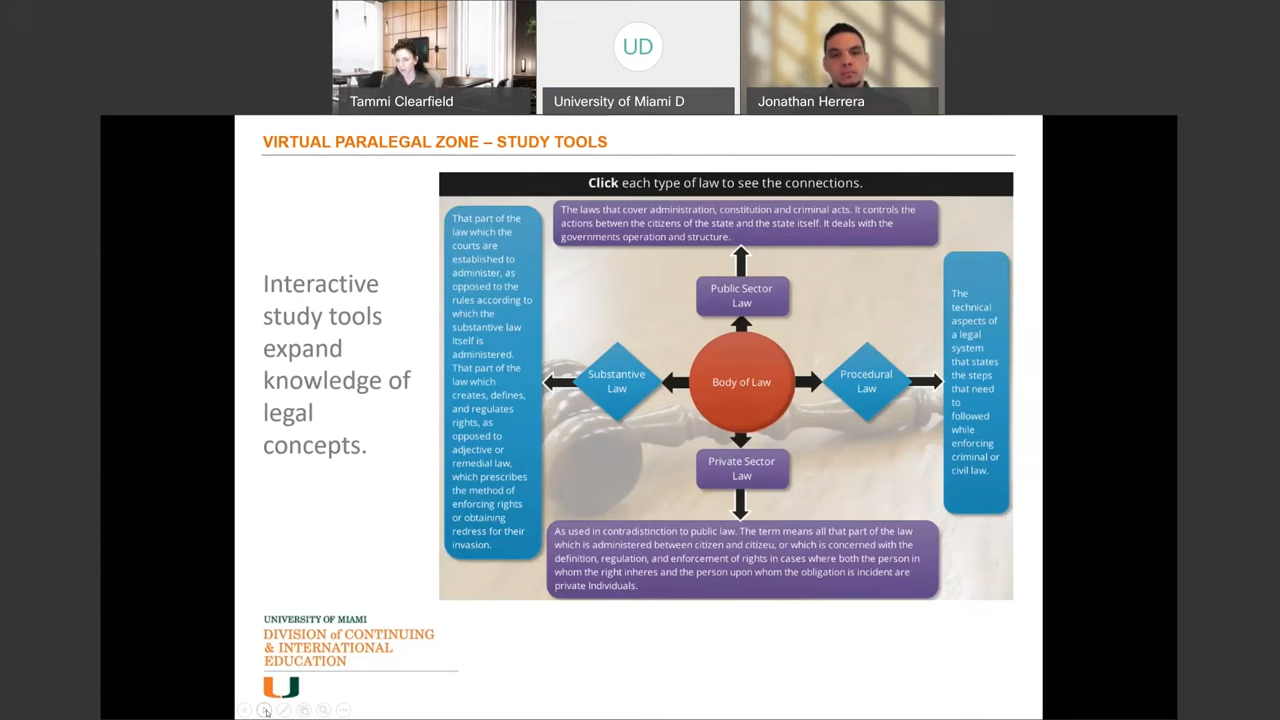 Tammi Clearfield
UD
University of Miami D
Jonathan Herrera
VIRTUAL PARALEGAL ZONE – STUDY TOOLS
Interactive
study tools
expand
knowledge of
legal
concepts.
Click each type of law to see the connections.
That part of the
law which the
courts are
established to
administer, as
opposed to the
rules according to
which the
substantive law
itself is
administered.
That part of the
law which
creates, defines,
and regulates
rights, as
opposed to
adjective or
remedial law,
which prescribes
the method of
enforcing rights
or obtaining
redress for their
invasion.
The laws that cover administration, constitution and criminal acts. It controls the
actions betwen the citizens of the state and the state itself. It deals with the
governments operation and structure.
Public Sector
Law
Substantive
Law
Body of Law
Procedural
Law
Private Sector
Law
The
technical
aspects of
a legal
system
that states
the steps
that need
to
followed
while
enforcing
criminal or
civil law.
As used in contradistinction to public law. The term means all that part of the law
which is administered between citizen and citizeu, or which is concerned with the
definition, regulation, and enforcement of rights in cases where both the person in
whom the right inheres and the person upon whom the obligation is incident are
private Individuals.
UNIVERSITY OF MIAMI
DIVISION of CONTINUING
& INTERNATIONAL
EDUCATION
U